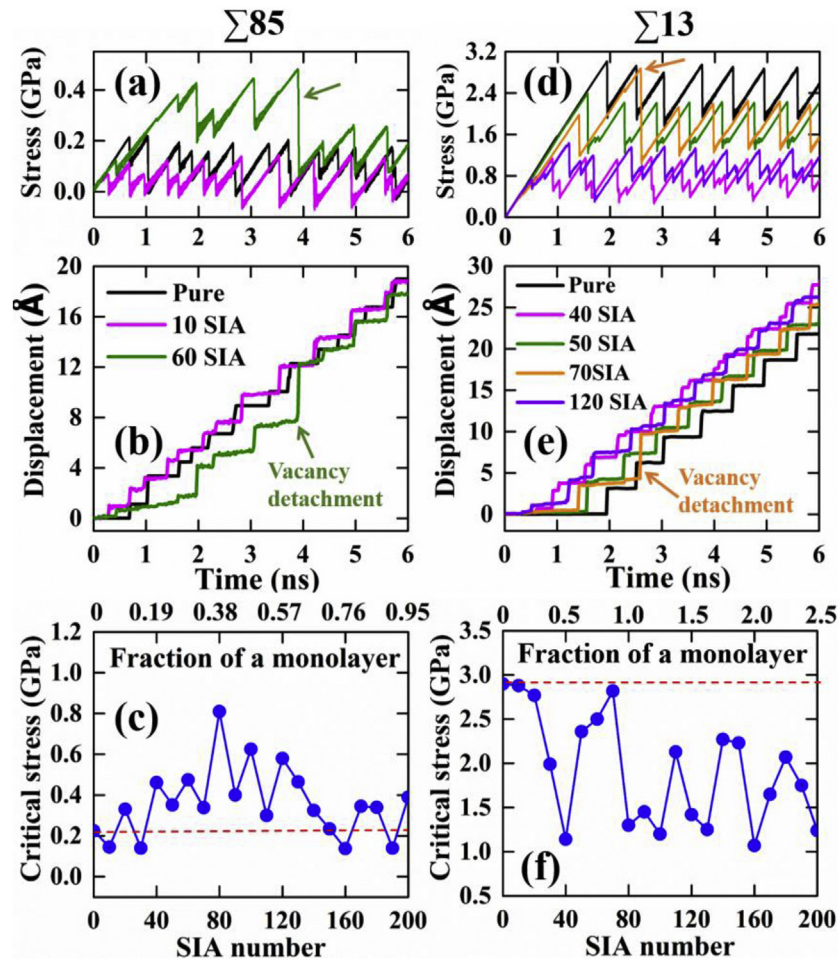 ∑85
∑13
Stress (GPa)
0.4
0.2
0.0
(a)
0 1 2 3 4 5 6
Stress (GPa)
3.2
2.4
1.6
0.8
0.0
(d)
0 1 2 3 4 5 6
Displacement (Å)
20
16
12
8
4
0
Pure
10 SIA
60 SIA
(b)
Vacancy
detachment
0 1 2 3 4 5 6
Time (ns)
Displacement (Å)
30
25
20
15
10
5
0
Pure
40 SIA
50 SIA
70SIA
120 SIA
(e)
Vacancy
detachment
0 1 2 3 4 5 6
Time (ns)
0 0.19 0.38 0.57 0.76 0.95
Fraction of a monolayer
Critical stress (GPa)
1.2
1.0
0.8
0.6
0.4
0.2
0.0
(c)
0 40 80 120 160 200
SIA number
0 0.5 1.0 1.5 2.0 2.5
Fraction of a monolayer
Critical stress (GPa)
3.5
3.0
2.5
2.0
1.5
1.0
0.5
(f)
0 40 80 120 160 200
SIA number